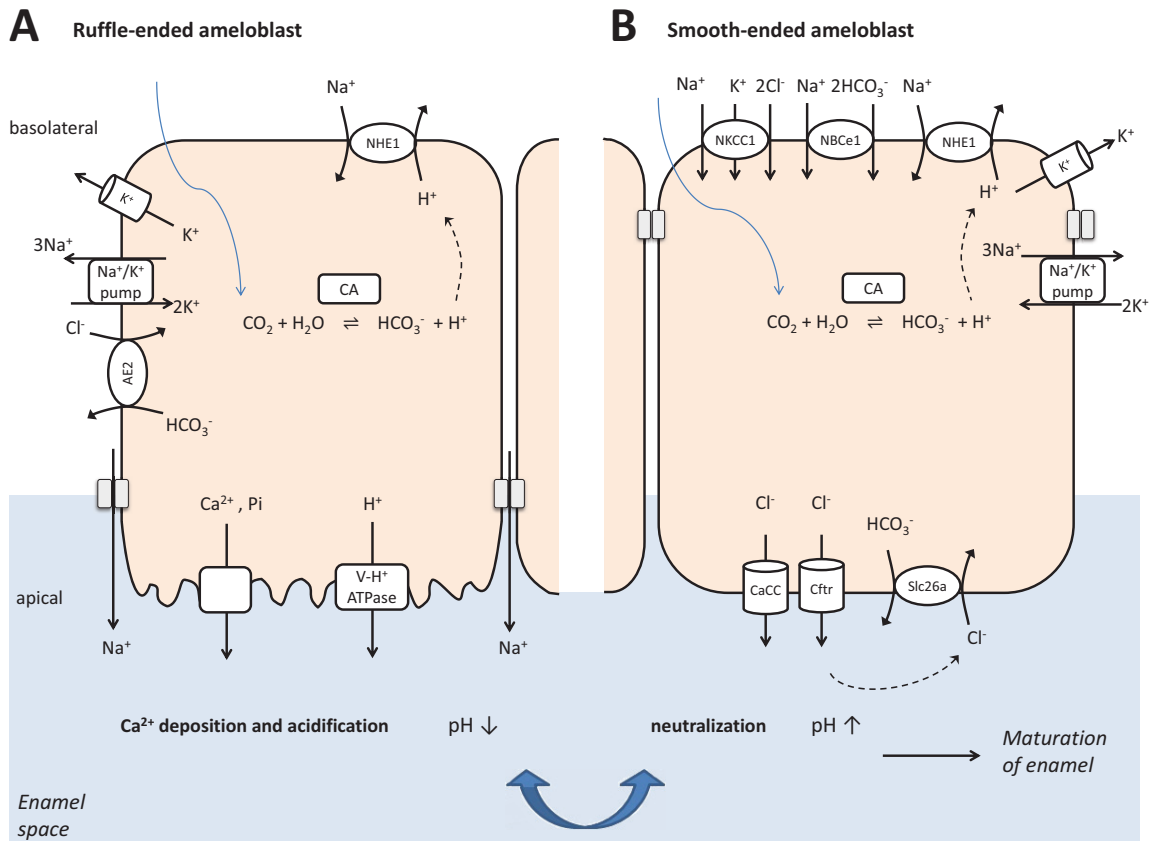 A Ruffle-ended ameloblast
basolateral
Na⁺
NHE1
H⁺
K⁺
K⁺
3Na⁺
Na⁺/K⁺
pump
2K⁺
Cl⁻
AE2
HCO₃⁻
CA
CO₂ + H₂O ⇌ HCO₃⁻ + H⁺
Ca²⁺ , Pi
H⁺
V-H⁺
ATPase
apical
Na⁺
Na⁺
Ca²⁺ deposition and acidification pH ↓
Enamel
space
B Smooth-ended ameloblast
Na⁺ K⁺ 2Cl⁻ Na⁺ 2HCO₃⁻ Na⁺
NKCC1 NBCe1 NHE1
K⁺
K⁺
H⁺
3Na⁺
Na⁺/K⁺
pump
2K⁺
CA
CO₂ + H₂O ⇌ HCO₃⁻ + H⁺
Cl⁻ Cl⁻ HCO₃⁻
CaCC Cftr Slc26a
Cl⁻
neutralization pH ↑
Maturation
of enamel